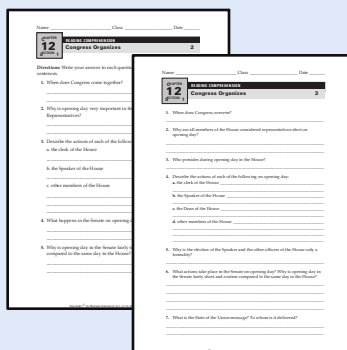 Name Class Date
CHAPTER
12
SECTION 1
READING COMPREHENSION
Congress Organizes 2
Directions: Write your answer to each question
sentences.
1. When does Congress come together?
2. Why is opening day very important to the
Representatives?
3. Describe the actions of each of the follow
a. the clerk of the House
b. the Speaker of the House
c. other members of the House
4. What happens in the Senate on opening d
5. Why is opening day in the Senate fairly s
compared to the same day in the House?
Name Class Date
CHAPTER
12
SECTION 1
READING COMPREHENSION
Congress Organizes 3
1. When does Congress convene?
2. Why are all members of the House considered representatives-elect on
opening day?
3. Who presides during opening day in the House?
4. Describe the actions of each of the following on opening day:
a. the clerk of the House
b. the Speaker of the House
c. the Dean of the House
d. other members of the House
5. Why is the election of the Speaker and the other officers of the House only a
formality?
6. What actions take place in the Senate on opening day? Why is opening day in
the Senate fairly short and routine compared to the same day in the House?
7. What is the State of the Union message? To whom is it delivered?